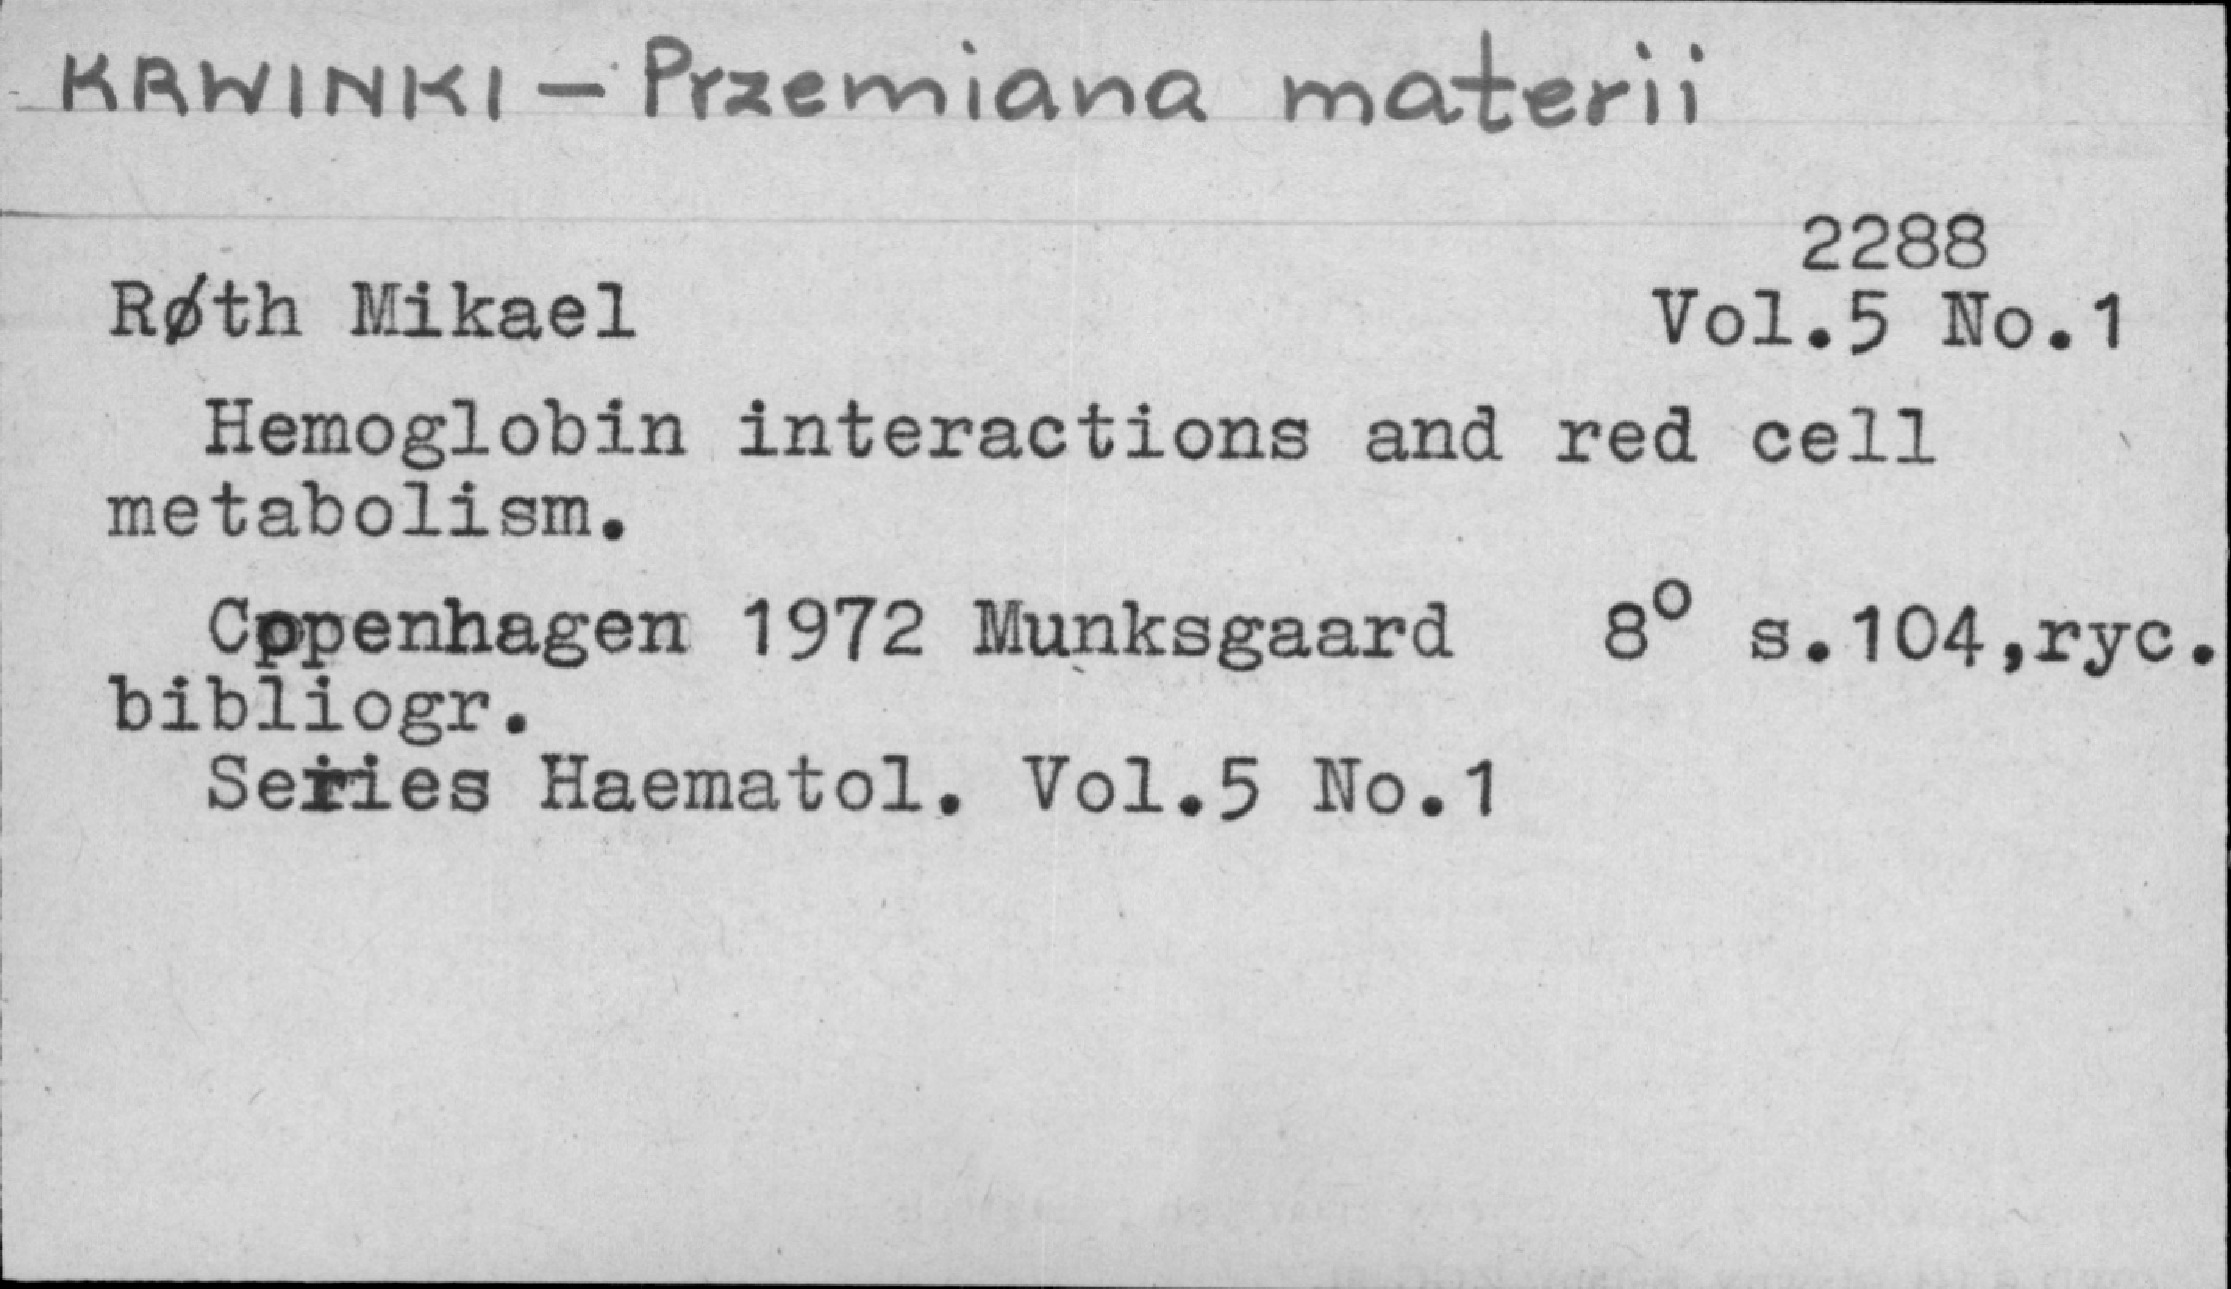 KRWINKI – Przemiana materii
2288
Røth Mikael Vol.5 No.1
Hemoglobin interactions and red cell
metabolism.
Copenhagen 1972 Munksgaard 8° s.104,ryc.
bibliogr.
Series Haematol. Vol.5 No.1